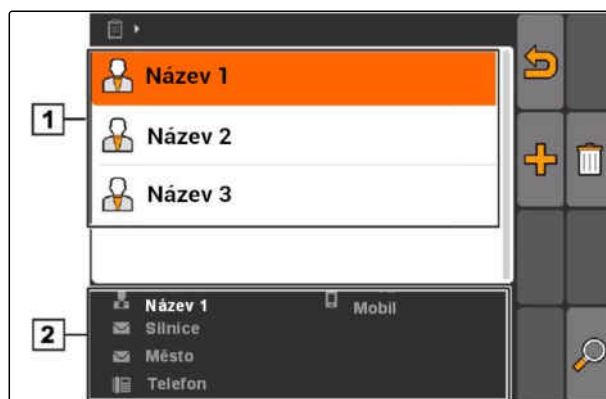 1
Název 1
Název 2
Název 3
2
Název 1
Mobil
Silnice
Město
Telefon